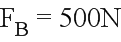 F_B = 500N